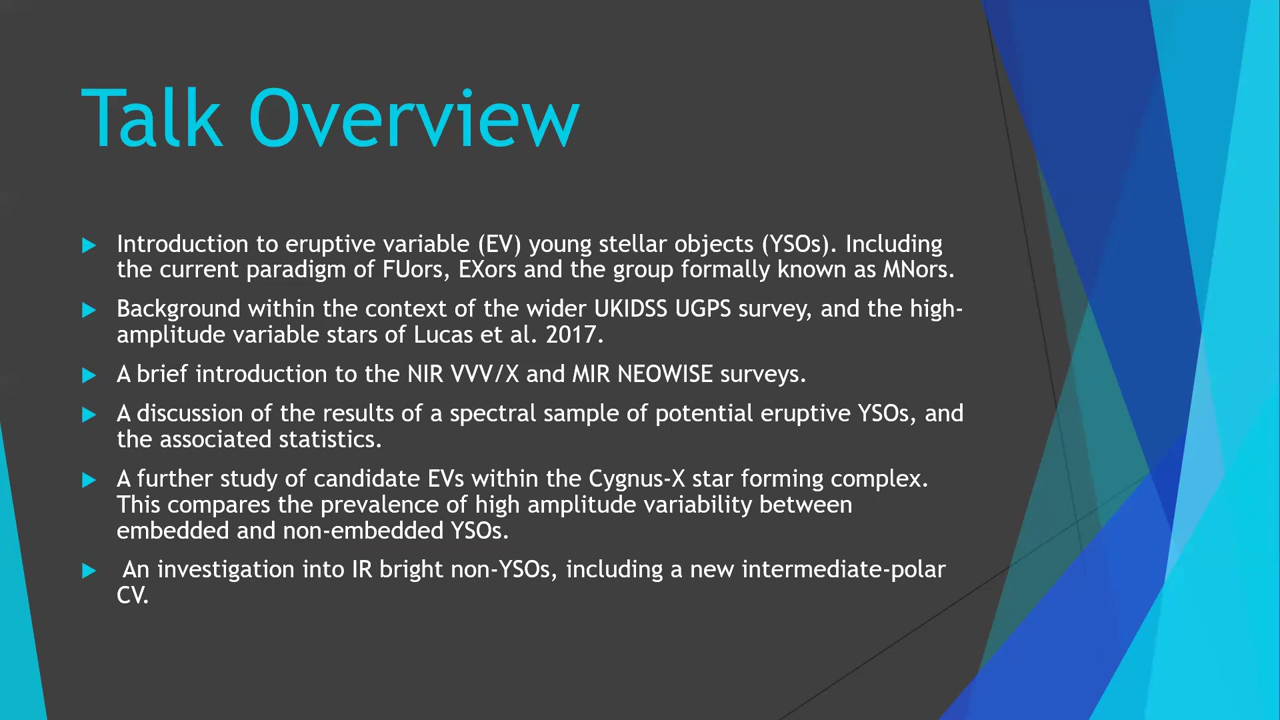 Talk Overview
Introduction to eruptive variable (EV) young stellar objects (YSOs). Including
the current paradigm of FUors, EXors and the group formally known as MNors.
Background within the context of the wider UKIDSS UGPS survey, and the high-
amplitude variable stars of Lucas et al. 2017.
A brief introduction to the NIR VVV/X and MIR NEOWISE surveys.
A discussion of the results of a spectral sample of potential eruptive YSOs, and
the associated statistics.
A further study of candidate EVs within the Cygnus-X star forming complex.
This compares the prevalence of high amplitude variability between
embedded and non-embedded YSOs.
An investigation into IR bright non-YSOs, including a new intermediate-polar
CV.